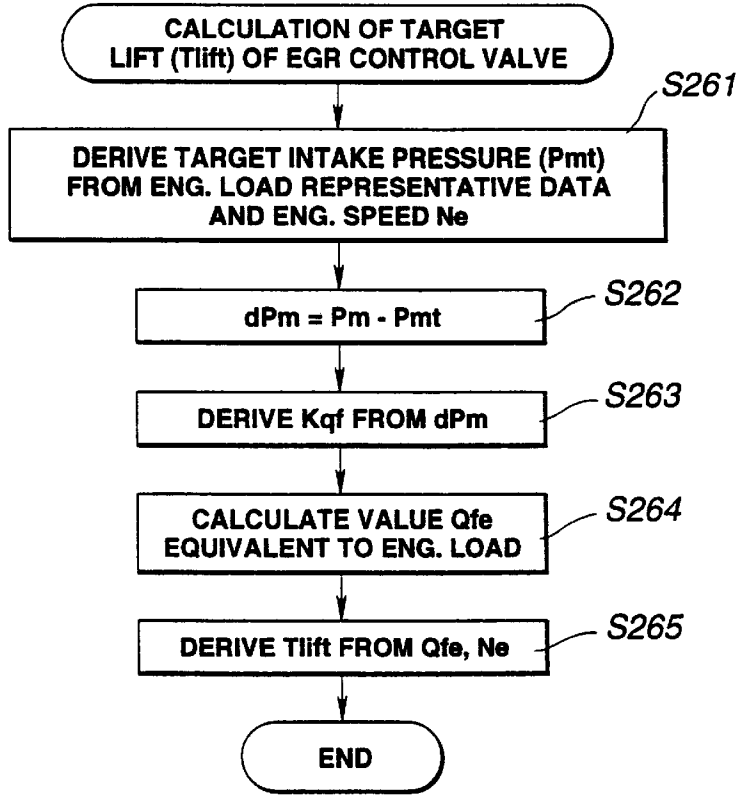 CALCULATION OF TARGET
LIFT (Tlift) OF EGR CONTROL VALVE
S261
DERIVE TARGET INTAKE PRESSURE (Pmt)
FROM ENG. LOAD REPRESENTATIVE DATA
AND ENG. SPEED Ne
S262
dPm = Pm - Pmt
S263
DERIVE Kqf FROM dPm
S264
CALCULATE VALUE Qfe
EQUIVALENT TO ENG. LOAD
S265
DERIVE Tlift FROM Qfe, Ne
END